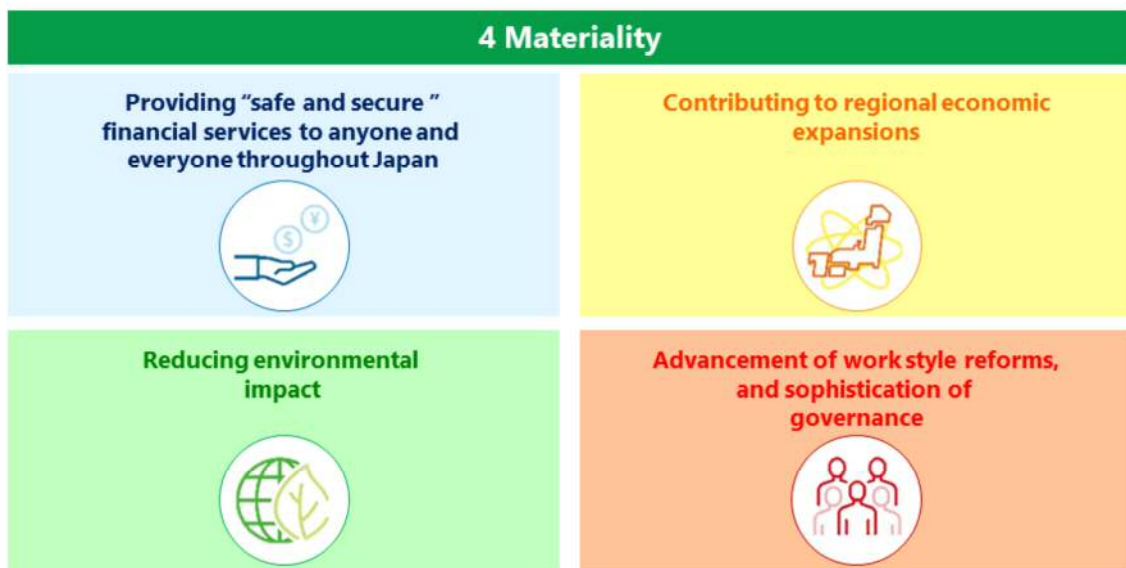 4 Materiality
Providing “safe and secure ”
financial services to anyone and
everyone throughout Japan
¥
$
Contributing to regional economic
expansions
Reducing environmental
impact
Advancement of work style reforms,
and sophistication of
governance